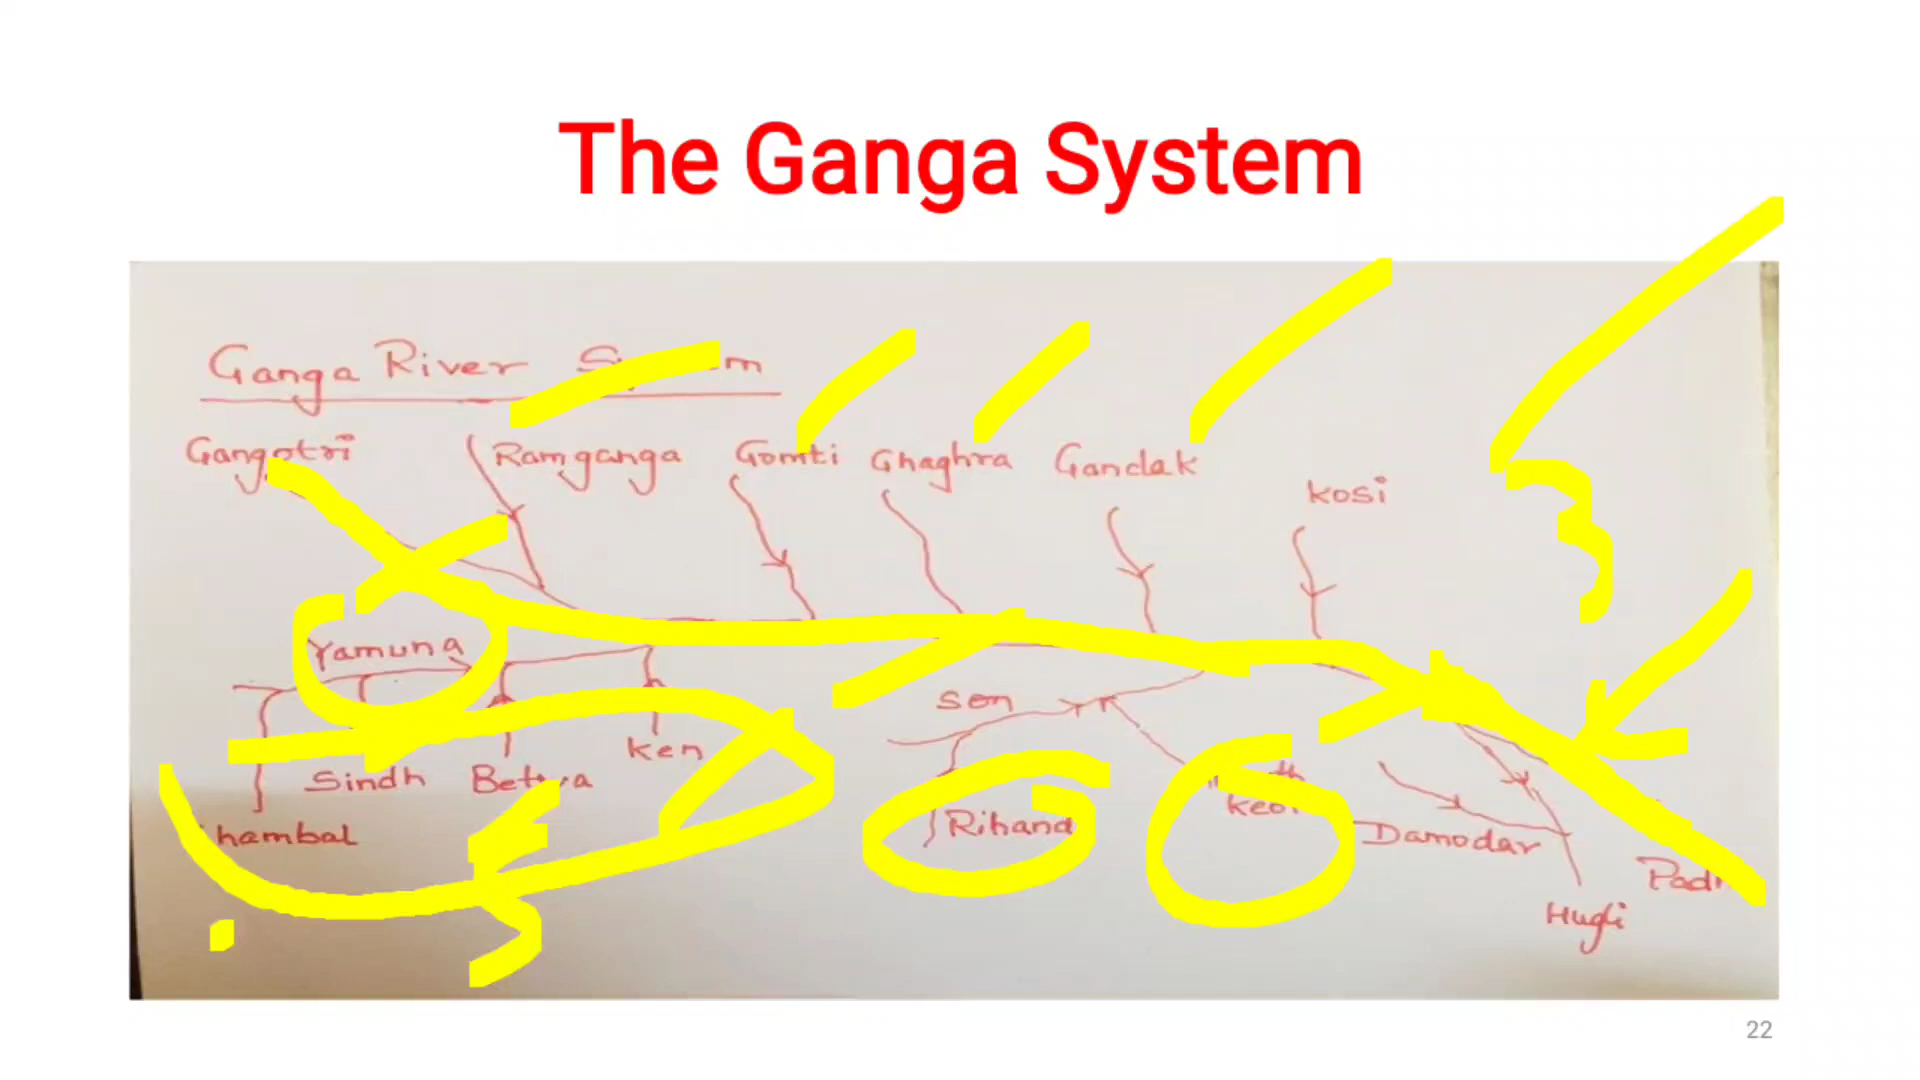 The Ganga System
Ganga River
Gangotri Ramganga Gomti Ghaghra Gandak
Kosi
Yamuna
Son
Ken
Sindh
Rihand
Damodar
Hugli
22